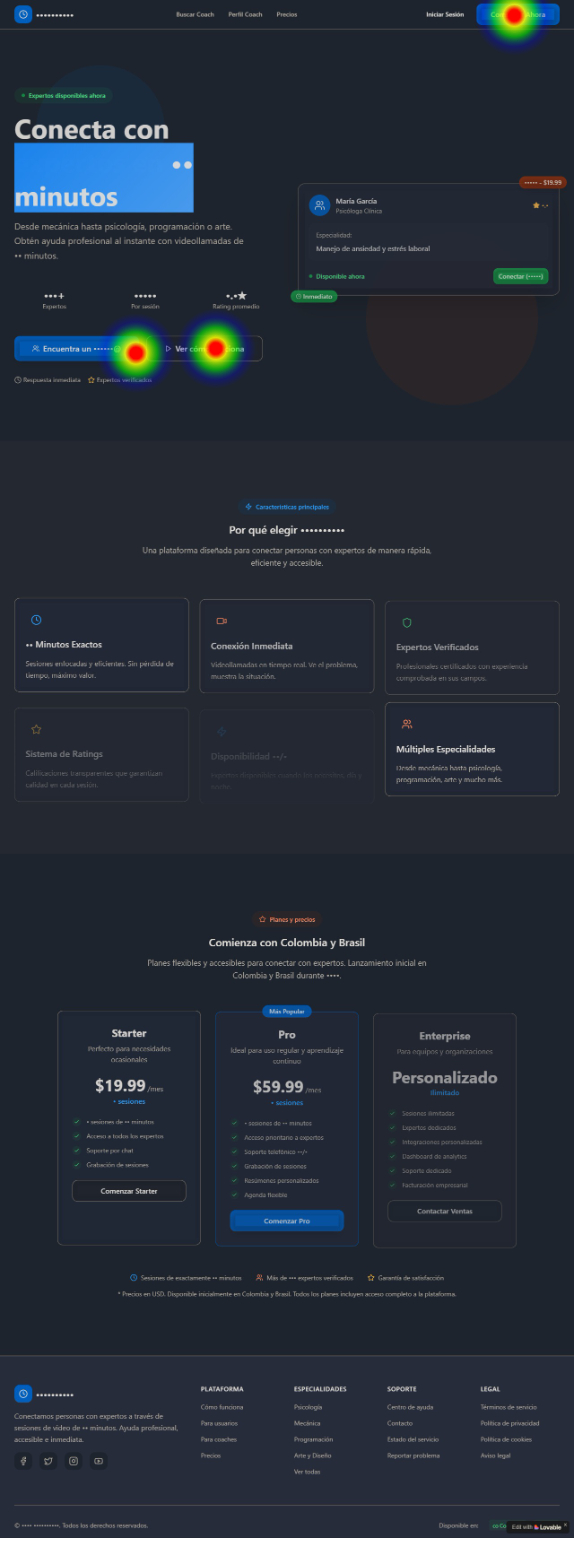 ••••••••••
Buscar Coach
Perfil Coach
Precios
Iniciar Sesión
Ahora
Expertos disponibles ahora
Conecta con
••
minutos
Desde mecánica hasta psicología, programación o arte.
Obtén ayuda profesional al instante con videollamadas de
•• minutos.
•••+
Expertos
•••••
Por sesión
•,•★
Rating promedio
Encuentra un
Ver
Respuesta inmediata
Expertos verificados
••••• - $19.99
María García
Psicóloga Clínica
•.•
Especialidad:
Manejo de ansiedad y estrés laboral
Disponible ahora
Conectar (•••••)
Inmediato
Características principales
Por qué elegir ••••••••••
Una plataforma diseñada para conectar personas con expertos de manera rápida,
eficiente y accesible.
•• Minutos Exactos
Sesiones enfocadas y eficientes. Sin pérdida de
tiempo, máximo valor.
Conexión Inmediata
Videollamadas en tiempo real. Ve el problema,
muestra la situación.
Expertos Verificados
Profesionales certificados con experiencia
comprobada en sus campos.
Sistema de Ratings
Calificaciones transparentes que garantizan
calidad en cada sesión.
Disponibilidad ••/•
Múltiples Especialidades
Desde mecánica hasta psicología,
programación, arte y mucho más.
Planes y precios
Comienza con Colombia y Brasil
Planes flexibles y accesibles para conectar con expertos. Lanzamiento inicial en
Colombia y Brasil durante ••••.
Starter
Perfecto para necesidades
ocasionales
$19.99 /mes
• sesiones
• sesiones de •• minutos
Acceso a todos los expertos
Soporte por chat
Grabación de sesiones
Comenzar Starter
Más Popular
Pro
Ideal para uso regular y aprendizaje
continuo
$59.99 /mes
• sesiones
• sesiones de •• minutos
Acceso prioritario a expertos
Soporte telefónico ••/•
Grabación de sesiones
Resúmenes personalizados
Agenda flexible
Comenzar Pro
Enterprise
Para equipos y organizaciones
Personalizado
Ilimitado
Sesiones ilimitadas
Expertos dedicados
Integraciones personalizadas
Dashboard de analytics
Soporte dedicado
Facturación empresarial
Contactar Ventas
Sesiones de exactamente •• minutos
Más de ••• expertos verificados
Garantía de satisfacción
* Precios en USD. Disponible inicialmente en Colombia y Brasil. Todos los planes incluyen acceso completo a la plataforma.
••••••••••
Conectamos personas con expertos a través de
sesiones de video de •• minutos. Ayuda profesional,
accesible e inmediata.
PLATAFORMA
Cómo funciona
Para usuarios
Para coaches
Precios
ESPECIALIDADES
Psicología
Mecánica
Programación
Arte y Diseño
Ver todas
SOPORTE
Centro de ayuda
Contacto
Estado del servicio
Reportar problema
LEGAL
Términos de servicio
Política de privacidad
Política de cookies
Aviso legal
© •••• ••••••••••. Todos los derechos reservados.
Disponible en:
Edit with Lovable